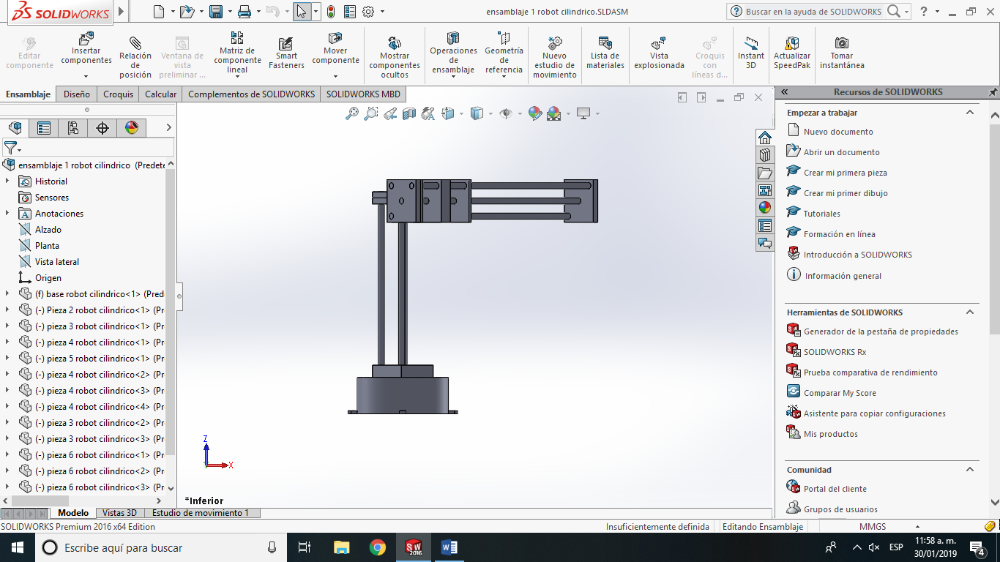 SOLIDWORKS
ensamblaje 1 robot cilindrico.SLDASM
Buscar en la ayuda de SOLIDWORKS
?
Editar
componente
Insertar
componentes
Relación
de
posición
Ventana de
vista
preliminar ...
Matriz de
componente
lineal
Smart
Fasteners
Mover
componente
Mostrar
componentes
ocultos
Operaciones
de
ensamblaje
Geometría
de
referencia
Nuevo
estudio de
movimiento
Lista de
materiales
Vista
explosionada
Croquis
con
líneas d...
Instant
3D
Actualizar
SpeedPak
Tomar
instantánea
Ensamblaje
Diseño
Croquis
Calcular
Complementos de SOLIDWORKS
SOLIDWORKS MBD
ensamblaje 1 robot cilindrico (Predete
Historial
Sensores
Anotaciones
Alzado
Planta
Vista lateral
Origen
(f) base robot cilindrico<1> (Pred
(-) Pieza 2 robot cilindrico<1> (Pr
(-) pieza 3 robot cilindrico<1> (Pr
(-) pieza 4 robot cilindrico<1> (Pr
(-) pieza 5 robot cilindrico<1> (Pr
(-) pieza 4 robot cilindrico<2> (Pr
(-) pieza 4 robot cilindrico<3> (Pr
(-) pieza 4 robot cilindrico<4> (Pr
(-) pieza 3 robot cilindrico<2> (Pr
(-) pieza 3 robot cilindrico<3> (Pr
(-) pieza 6 robot cilindrico<1> (Pr
(-) pieza 6 robot cilindrico<2> (Pr
(-) pieza 6 robot cilindrico<3> (Pr
Z
X
*Inferior
Recursos de SOLIDWORKS
Empezar a trabajar
Nuevo documento
Abrir un documento
Crear mi primera pieza
Crear mi primer dibujo
Tutoriales
Formación en línea
Introducción a SOLIDWORKS
Información general
Herramientas de SOLIDWORKS
Generador de la pestaña de propiedades
SOLIDWORKS Rx
Prueba comparativa de rendimiento
Comparar My Score
Asistente para copiar configuraciones
Mis productos
Comunidad
Portal del cliente
Grupos de usuarios
Modelo
Vistas 3D
Estudio de movimiento 1
SOLIDWORKS Premium 2016 x64 Edition
Insuficientemente definida
Editando Ensamblaje
MMGS
Escribe aquí para buscar
SW
2016
ESP
11:58 a. m.
30/01/2019
4